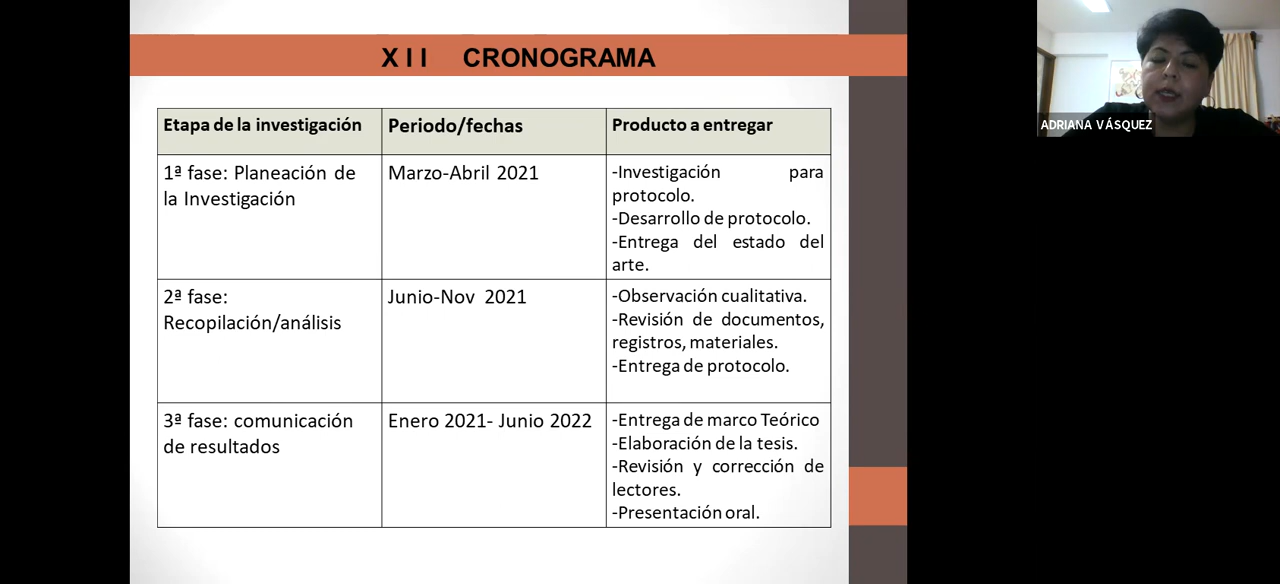 XII CRONOGRAMA
Etapa de la investigación
Periodo/fechas
Producto a entregar
1ª fase: Planeación de
la Investigación
Marzo-Abril 2021
-Investigación para
protocolo.
-Desarrollo de protocolo.
-Entrega del estado del
arte.
2ª fase:
Recopilación/análisis
Junio-Nov 2021
-Observación cualitativa.
-Revisión de documentos,
registros, materiales.
-Entrega de protocolo.
3ª fase: comunicación
de resultados
Enero 2021- Junio 2022
-Entrega de marco Teórico
-Elaboración de la tesis.
-Revisión y corrección de
lectores.
-Presentación oral.
ADRIANA VÁSQUEZ